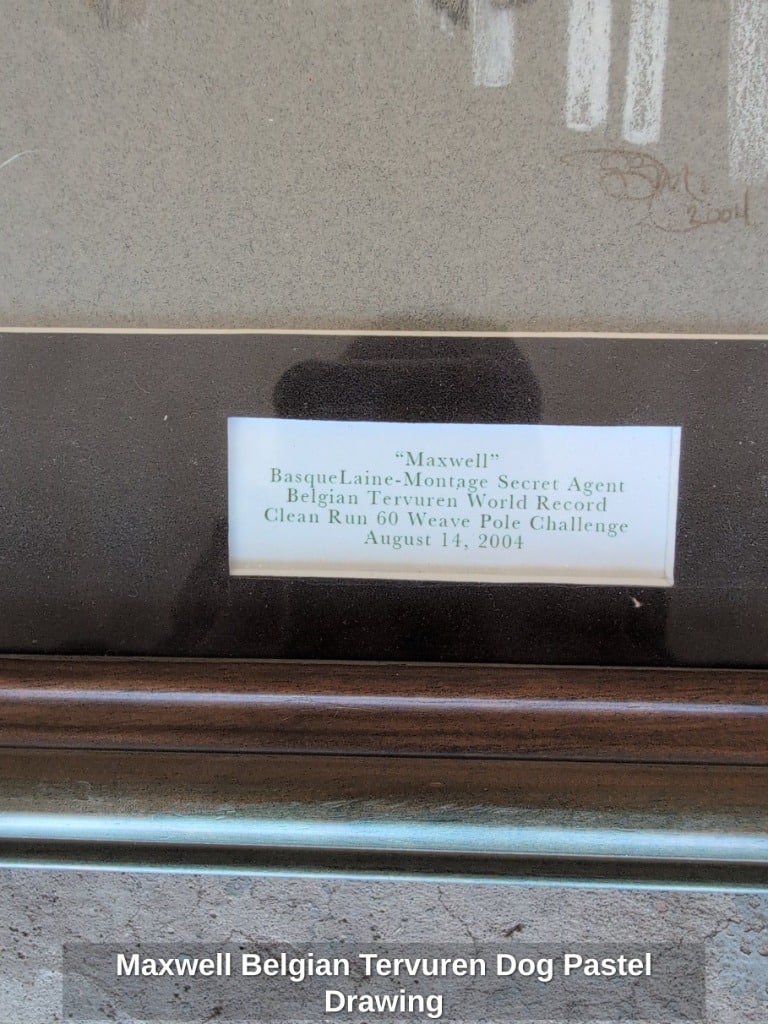 2004
“Maxwell”
BasqueLaine-Montage Secret Agent
Belgian Tervuren World Record
Clean Run 60 Weave Pole Challenge
August 14, 2004
Maxwell Belgian Tervuren Dog Pastel
Drawing